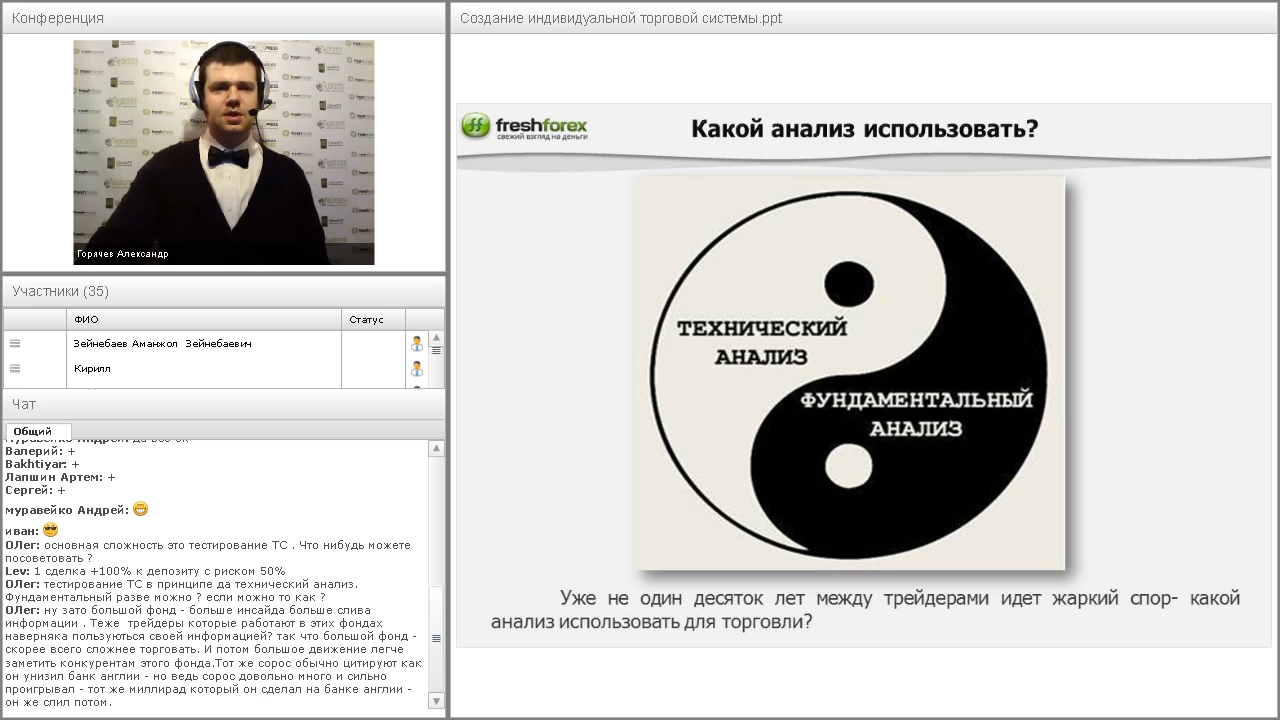 Конференция
Горячев Александр
Участники (35)
ФИО
Статус
Зейнебаев Аманжол Зейнебаевич
Кирилл
Чат
Общий
муравейко Андрей: да все ок
Валерий: +
Bakhtiyar: +
Лапшин Артем: +
Сергей: +
муравейко Андрей:
иван:
ОЛег: основная сложность это тестирование ТС . Что нибудь можете
посоветовать ?
Lev: 1 сделка +100% к депозиту с риском 50%
ОЛег: тестирование ТС в принципе да технический анализ.
Фундаментальный разве можно ? если можно то как ?
ОЛег: ну зато большой фонд - больше инсайда больше слива
информации . Теже трейдеры которые работают в этих фондах
наверняка пользуються своей информацией? так что большой фонд -
скорее всего сложнее торговать. И потом большое движение легче
заметить конкурентам этого фонда.Тот же сорос обычно цитируют как
он унизил банк англии - но ведь сорос довольно много и сильно
проигрывал - тот же миллирад который он сделал на банке англии -
он же слил потом.
Создание индивидуальной торговой системы.ppt
freshforex
свежий взгляд на деньги
Какой анализ использовать?
ТЕХНИЧЕСКИЙ
АНАЛИЗ
ФУНДАМЕНТАЛЬНЫЙ
АНАЛИЗ
Уже не один десяток лет между трейдерами идет жаркий спор- какой
анализ использовать для торговли?